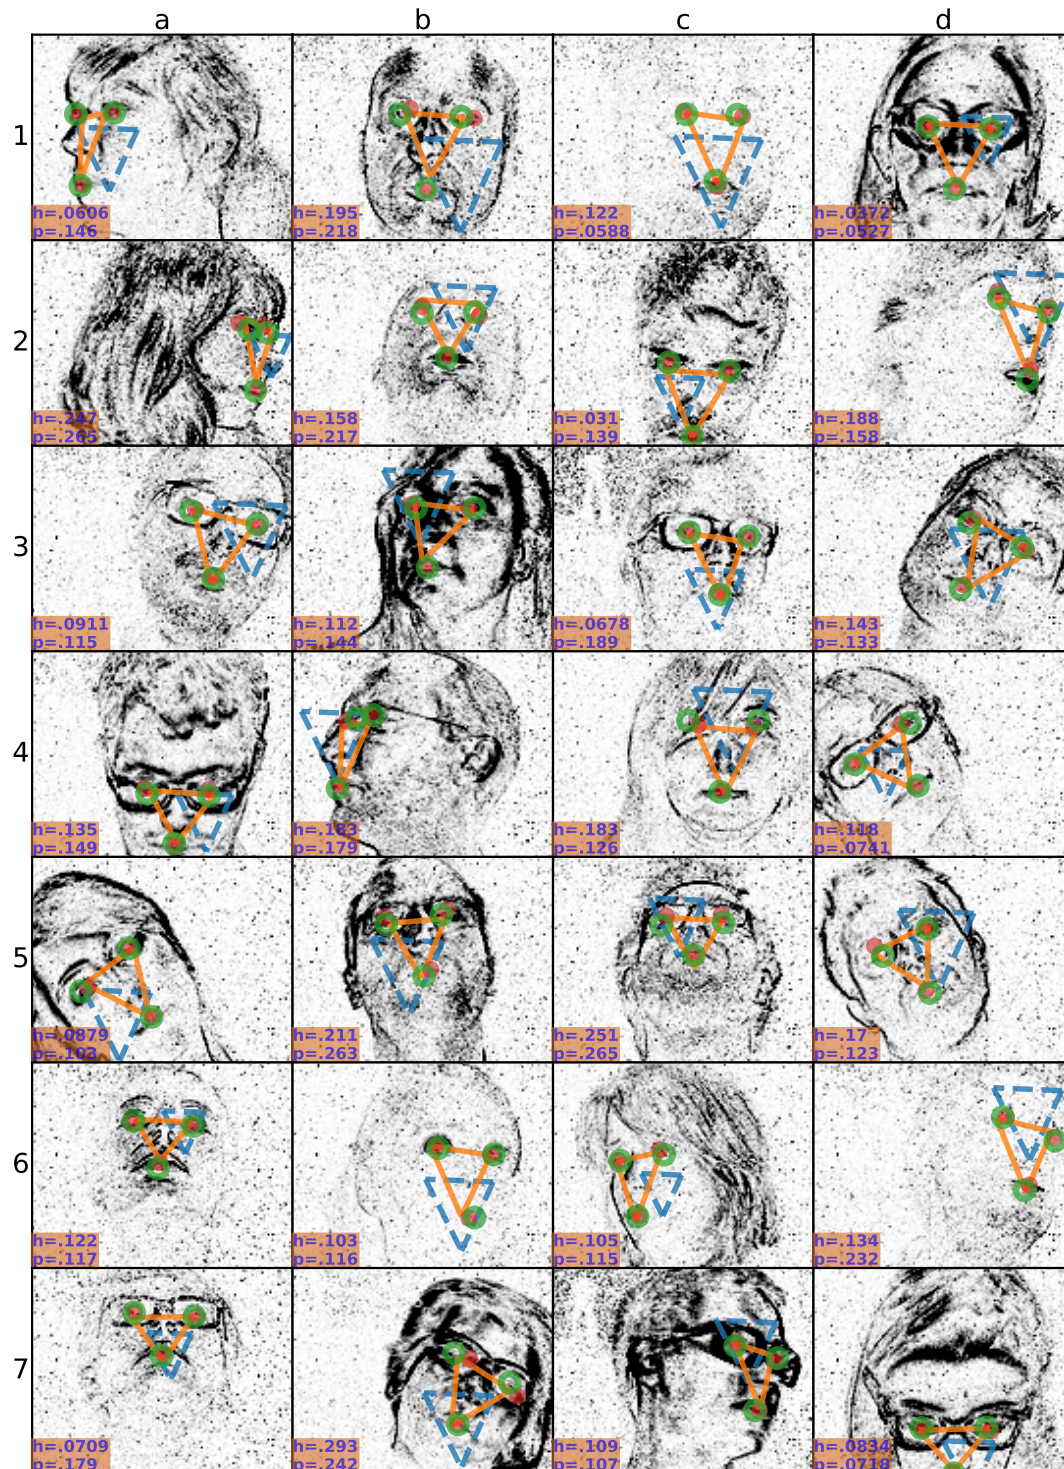 a b c d
1
h=.0606 h=.195 h=.122 h=.0372
p=.146 p=.218 p=.0588 p=.0527
2
h=.247 h=.158 h=.031 h=.188
p=.265 p=.217 p=.139 p=.158
3
h=.0911 h=.112 h=.0678 h=.143
p=.115 p=.144 p=.189 p=.133
4
h=.135 h=.183 h=.183 h=.118
p=.149 p=.179 p=.126 p=.0741
5
h=.0879 h=.211 h=.251 h=.17
p=.103 p=.263 p=.265 p=.123
6
h=.122 h=.103 h=.105 h=.134
p=.117 p=.116 p=.115 p=.232
7
h=.0709 h=.293 h=.109 h=.0834
p=.179 p=.242 p=.107 p=.0718